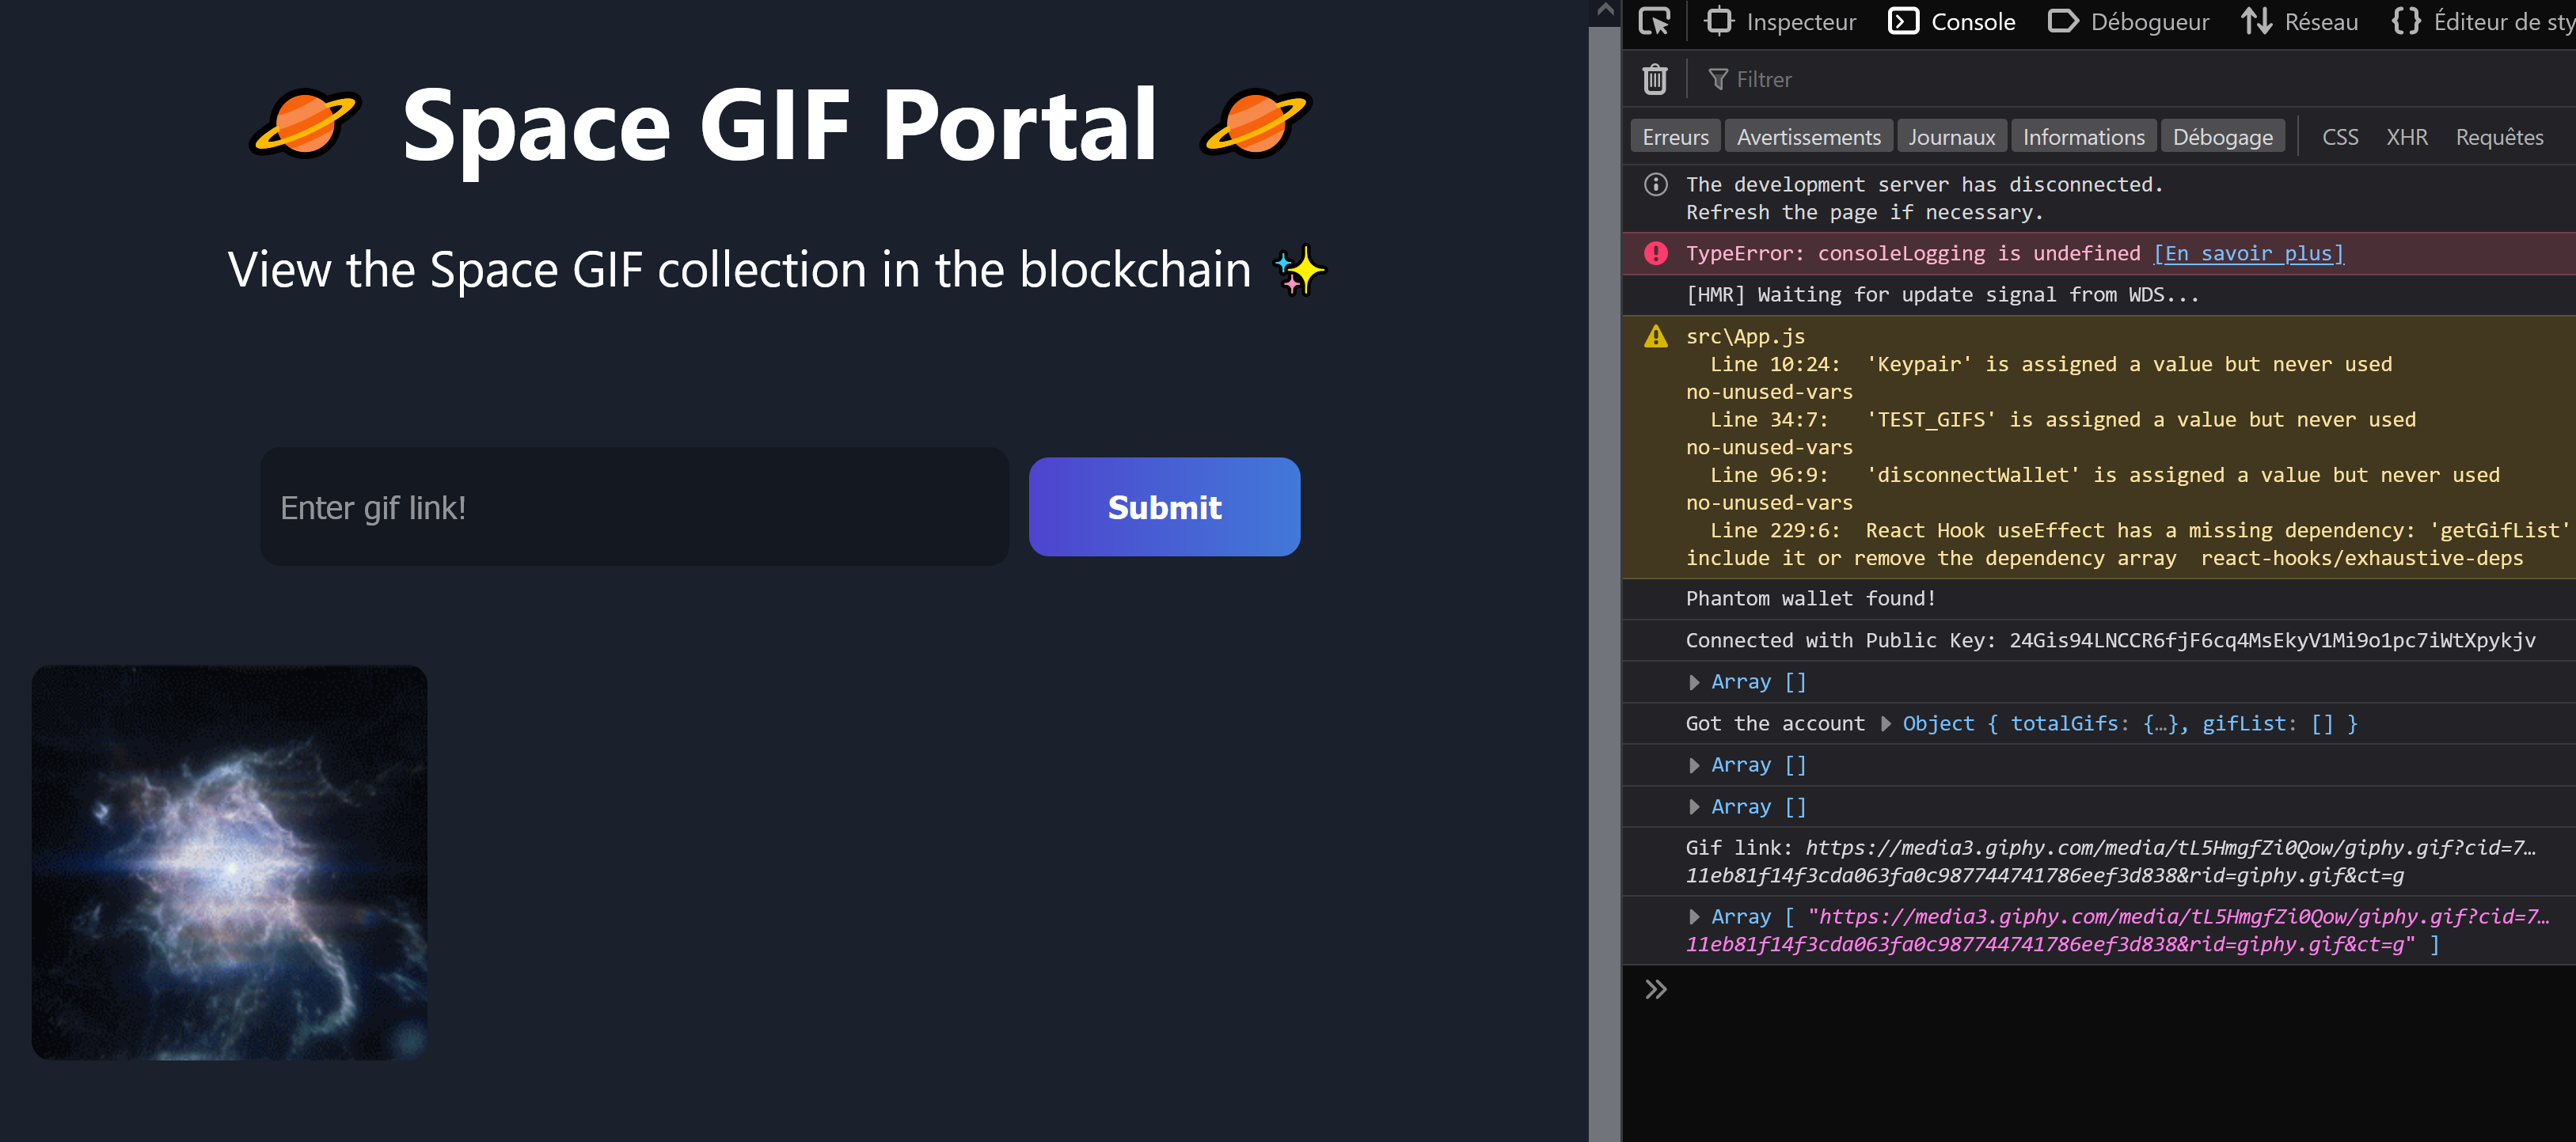 Space GIF Portal
View the Space GIF collection in the blockchain
Enter gif link!
Submit
Inspecteur Console Débogueur Réseau Éditeur de sty
Filtrer
Erreurs Avertissements Journaux Informations Débogage CSS XHR Requêtes
The development server has disconnected.
Refresh the page if necessary.
TypeError: consoleLogging is undefined [En savoir plus]
[HMR] Waiting for update signal from WDS...
src\App.js
Line 10:24: 'Keypair' is assigned a value but never used
no-unused-vars
Line 34:7: 'TEST_GIFS' is assigned a value but never used
no-unused-vars
Line 96:9: 'disconnectWallet' is assigned a value but never used
no-unused-vars
Line 229:6: React Hook useEffect has a missing dependency: 'getGifList'
include it or remove the dependency array react-hooks/exhaustive-deps
Phantom wallet found!
Connected with Public Key: 24Gis94LNCCR6fjF6cq4MsEkyV1Mi9o1pc7iWtXpykjv
Array []
Got the account Object { totalGifs: {…}, gifList: [] }
Array []
Array []
Gif link: https://media3.giphy.com/media/tL5HmgfZi0Qow/giphy.gif?cid=7…
11eb81f14f3cda063fa0c987744741786eef3d838&rid=giphy.gif&ct=g
Array [ "https://media3.giphy.com/media/tL5HmgfZi0Qow/giphy.gif?cid=7…
11eb81f14f3cda063fa0c987744741786eef3d838&rid=giphy.gif&ct=g" ]